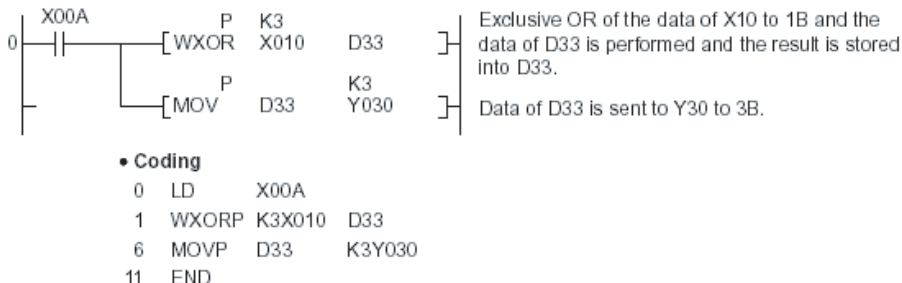 X00A P K3 Exclusive OR of the data of X10 to 1B and the
0 WXOR X010 D33 data of D33 is performed and the result is stored
into D33.
P K3
MOV D33 Y030 Data of D33 is sent to Y30 to 3B.
• Coding
0 LD X00A
1 WXORP K3X010 D33
6 MOVP D33 K3Y030
11 END